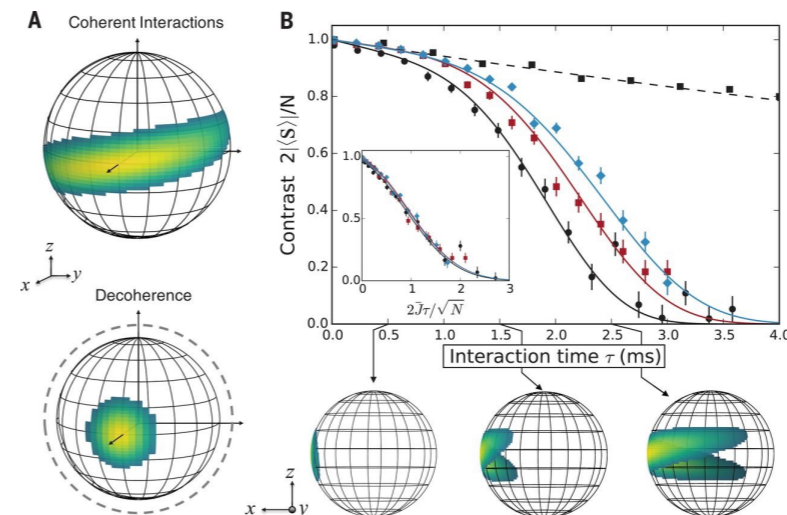 A
Coherent Interactions
z
x
y
Decoherence
B
Contrast 2|⟨S⟩|/N
1.0
0.8
0.6
0.4
0.2
0.0
1.0
0.5
0.0
0 1 2 3
2J̄τ/√N
0.0 0.5 1.0 1.5 2.0 2.5 3.0 3.5 4.0
Interaction time τ (ms)
z
x
y